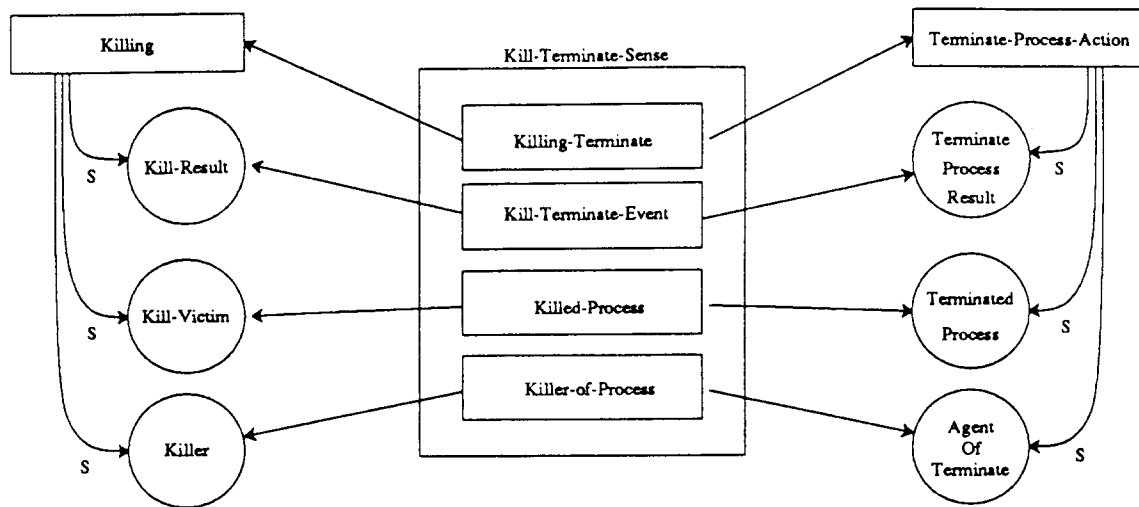 Killing
Terminate-Process-Action
Kill-Terminate-Sense
Killing-Terminate
Kill-Result
S
Terminate
Process
Result
S
Kill-Terminate-Event
Killed-Process
Kill-Victim
S
Terminated
Process
S
Killer-of-Process
Killer
S
Agent
Of
Terminate
S